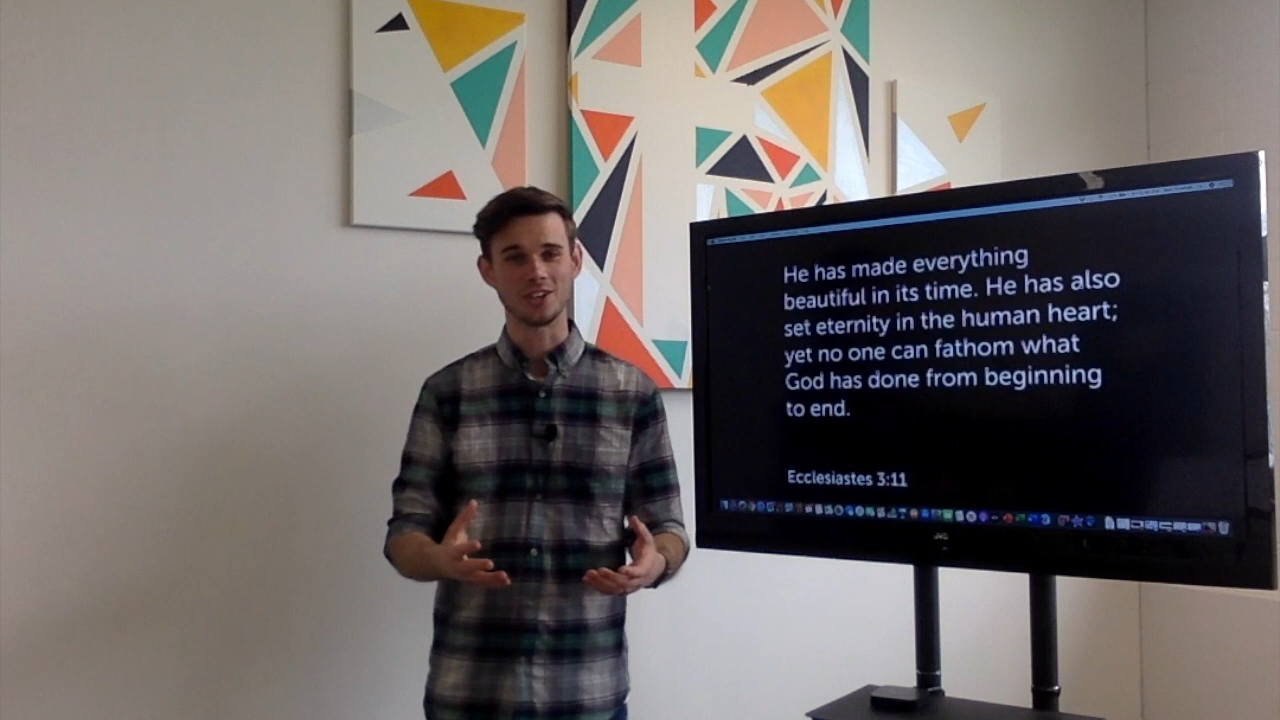 He has made everything
beautiful in its time. He has also
set eternity in the human heart;
yet no one can fathom what
God has done from beginning
to end.
Ecclesiastes 3:11
JVC